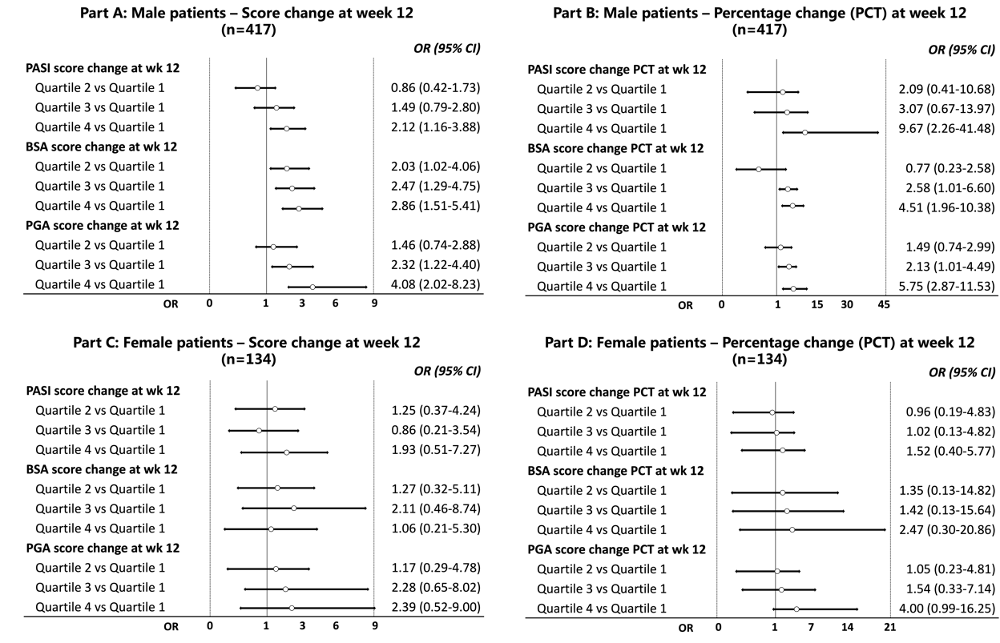 Part A: Male patients – Score change at week 12
(n=417)
OR (95% CI)
PASI score change at wk 12
Quartile 2 vs Quartile 1 0.86 (0.42-1.73)
Quartile 3 vs Quartile 1 1.49 (0.79-2.80)
Quartile 4 vs Quartile 1 2.12 (1.16-3.88)
BSA score change at wk 12
Quartile 2 vs Quartile 1 2.03 (1.02-4.06)
Quartile 3 vs Quartile 1 2.47 (1.29-4.75)
Quartile 4 vs Quartile 1 2.86 (1.51-5.41)
PGA score change at wk 12
Quartile 2 vs Quartile 1 1.46 (0.74-2.88)
Quartile 3 vs Quartile 1 2.32 (1.22-4.40)
Quartile 4 vs Quartile 1 4.08 (2.02-8.23)
OR 0 1 3 6 9
Part B: Male patients – Percentage change (PCT) at week 12
(n=417)
OR (95% CI)
PASI score change PCT at wk 12
Quartile 2 vs Quartile 1 2.09 (0.41-10.68)
Quartile 3 vs Quartile 1 3.07 (0.67-13.97)
Quartile 4 vs Quartile 1 9.67 (2.26-41.48)
BSA score change PCT at wk 12
Quartile 2 vs Quartile 1 0.77 (0.23-2.58)
Quartile 3 vs Quartile 1 2.58 (1.01-6.60)
Quartile 4 vs Quartile 1 4.51 (1.96-10.38)
PGA score change PCT at wk 12
Quartile 2 vs Quartile 1 1.49 (0.74-2.99)
Quartile 3 vs Quartile 1 2.13 (1.01-4.49)
Quartile 4 vs Quartile 1 5.75 (2.87-11.53)
OR 0 1 15 30 45
Part C: Female patients – Score change at week 12
(n=134)
OR (95% CI)
PASI score change at wk 12
Quartile 2 vs Quartile 1 1.25 (0.37-4.24)
Quartile 3 vs Quartile 1 0.86 (0.21-3.54)
Quartile 4 vs Quartile 1 1.93 (0.51-7.27)
BSA score change at wk 12
Quartile 2 vs Quartile 1 1.27 (0.32-5.11)
Quartile 3 vs Quartile 1 2.11 (0.46-8.74)
Quartile 4 vs Quartile 1 1.06 (0.21-5.30)
PGA score change at wk 12
Quartile 2 vs Quartile 1 1.17 (0.29-4.78)
Quartile 3 vs Quartile 1 2.28 (0.65-8.02)
Quartile 4 vs Quartile 1 2.39 (0.52-9.00)
OR 0 1 3 6 9
Part D: Female patients – Percentage change (PCT) at week 12
(n=134)
OR (95% CI)
PASI score change PCT at wk 12
Quartile 2 vs Quartile 1 0.96 (0.19-4.83)
Quartile 3 vs Quartile 1 1.02 (0.13-4.82)
Quartile 4 vs Quartile 1 1.52 (0.40-5.77)
BSA score change PCT at wk 12
Quartile 2 vs Quartile 1 1.35 (0.13-14.82)
Quartile 3 vs Quartile 1 1.42 (0.13-15.64)
Quartile 4 vs Quartile 1 2.47 (0.30-20.86)
PGA score change PCT at wk 12
Quartile 2 vs Quartile 1 1.05 (0.23-4.81)
Quartile 3 vs Quartile 1 1.54 (0.33-7.14)
Quartile 4 vs Quartile 1 4.00 (0.99-16.25)
OR 0 1 7 14 21